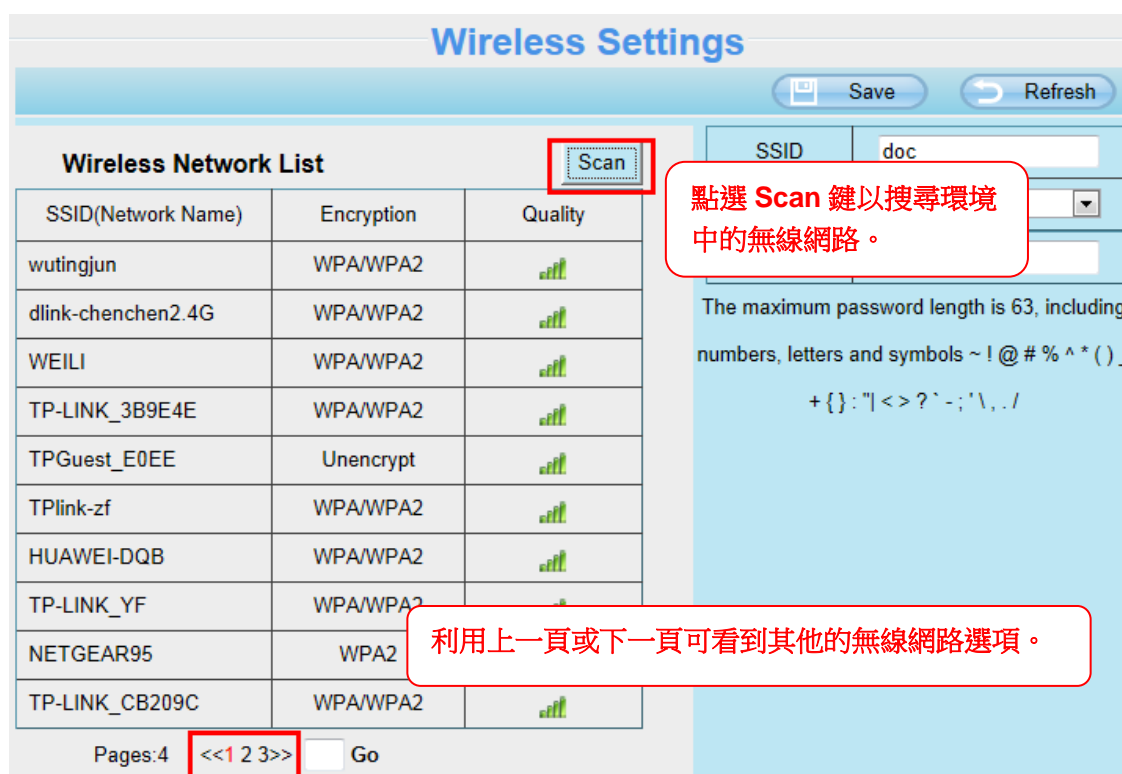 Wireless Settings
Save
Refresh
Wireless Network List
Scan
SSID(Network Name) Encryption Quality
wutingjun WPA/WPA2
dlink-chenchen2.4G WPA/WPA2
WEILI WPA/WPA2
TP-LINK_3B9E4E WPA/WPA2
TPGuest_E0EE Unencrypt
TPlink-zf WPA/WPA2
HUAWEI-DQB WPA/WPA2
TP-LINK_YF WPA/WPA2
NETGEAR95 WPA2
TP-LINK_CB209C WPA/WPA2
Pages:4 <<1 2 3>> Go
SSID doc
點選 Scan 鍵以搜尋環境
中的無線網路。
The maximum password length is 63, including
numbers, letters and symbols ~ ! @ # % ^ * ( ) _
+ { } : "| < > ? ` - ; ' \ , . /
利用上一頁或下一頁可看到其他的無線網路選項。